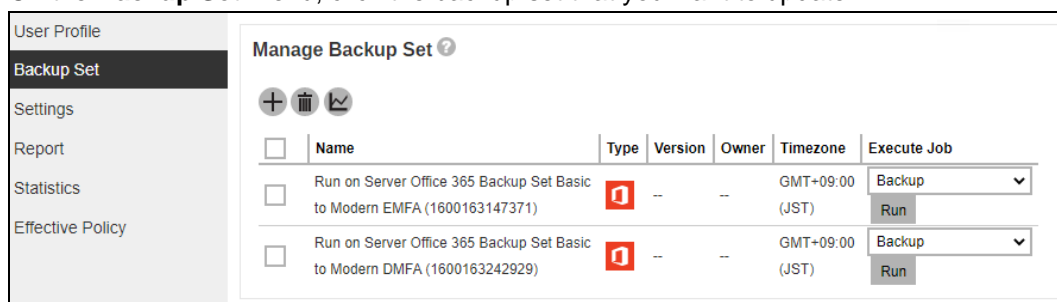 User Profile
Backup Set
Settings
Report
Statistics
Effective Policy
Manage Backup Set
Name Type Version Owner Timezone Execute Job
Run on Server Office 365 Backup Set Basic
to Modern EMFA (1600163147371)
-- --
GMT+09:00
(JST)
Backup
Run
Run on Server Office 365 Backup Set Basic
to Modern DMFA (1600163242929)
-- --
GMT+09:00
(JST)
Backup
Run